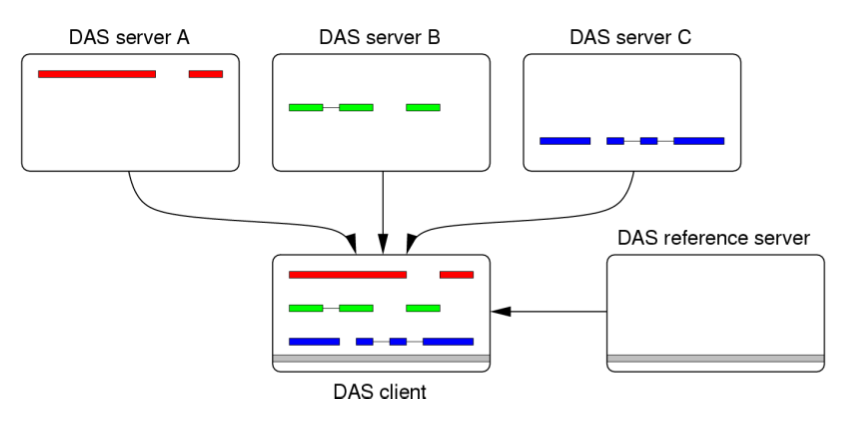 DAS server A
DAS server B
DAS server C
DAS reference server
DAS client